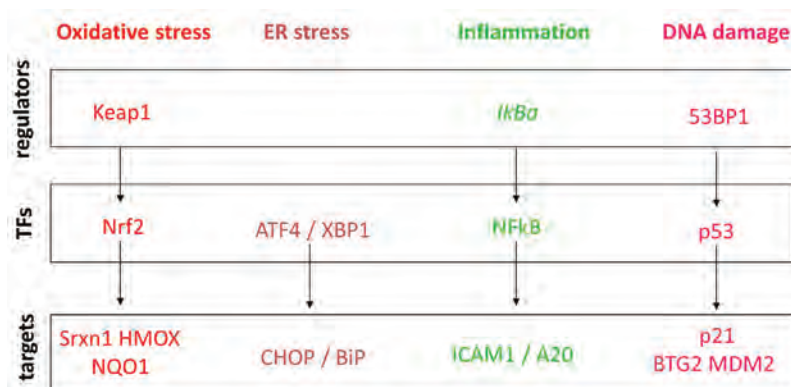 Oxidative stress ER stress Inflammation DNA damage
regulators
Keap1 IkBα 53BP1
TFs
Nrf2 ATF4 / XBP1 NFkB p53
targets
Srxn1 HMOX
NQO1
CHOP / BiP ICAM1 / A20
p21
BTG2 MDM2